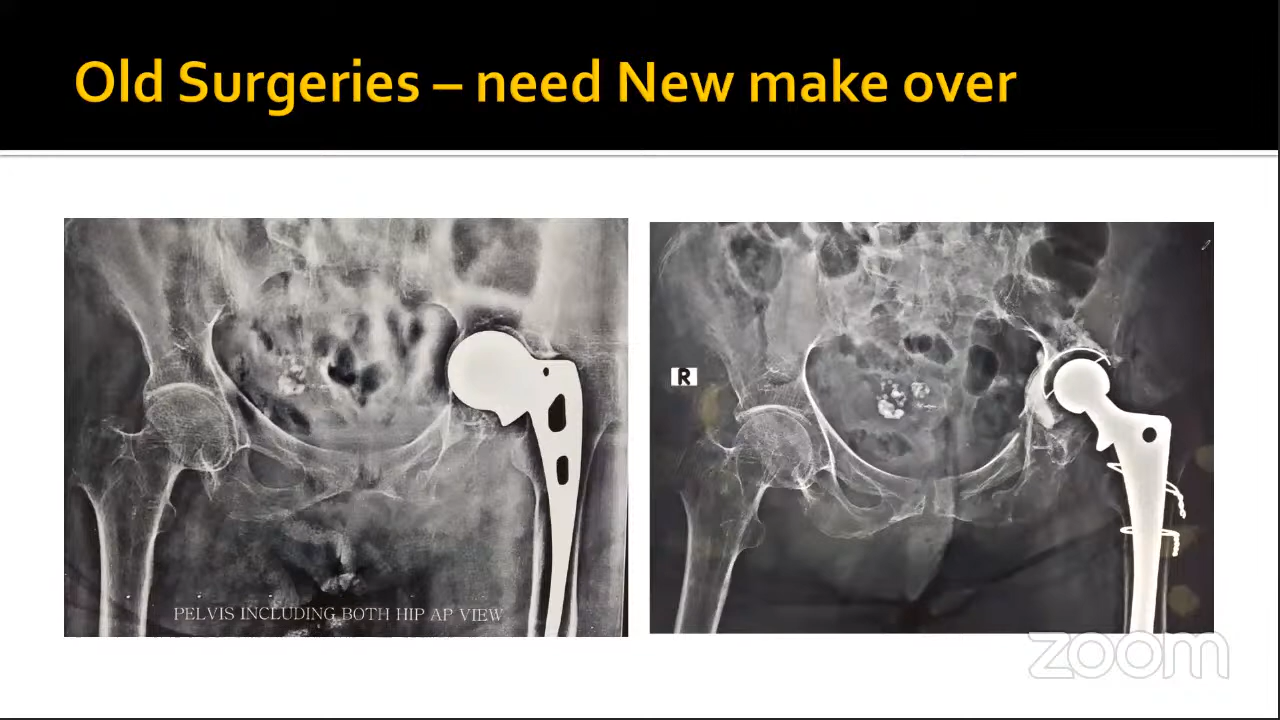 Old Surgeries – need New make over
R
PELVIS INCLUDING BOTH HIP AP VIEW
zoom